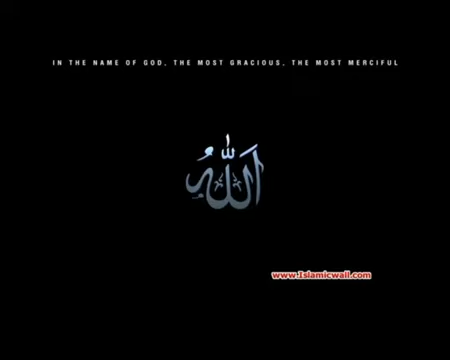 IN THE NAME OF GOD, THE MOST GRACIOUS, THE MOST MERCIFUL
اللهُ
www.Islamicwall.com